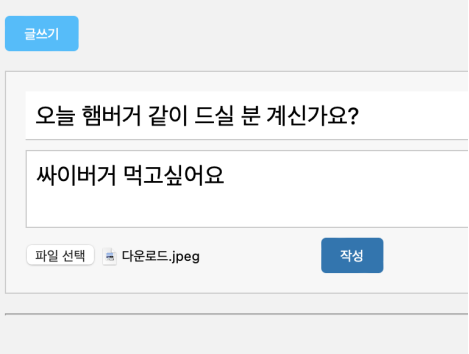 글쓰기
오늘 햄버거 같이 드실 분 계신가요?
싸이버거 먹고싶어요
파일 선택 다운로드.jpeg 작성